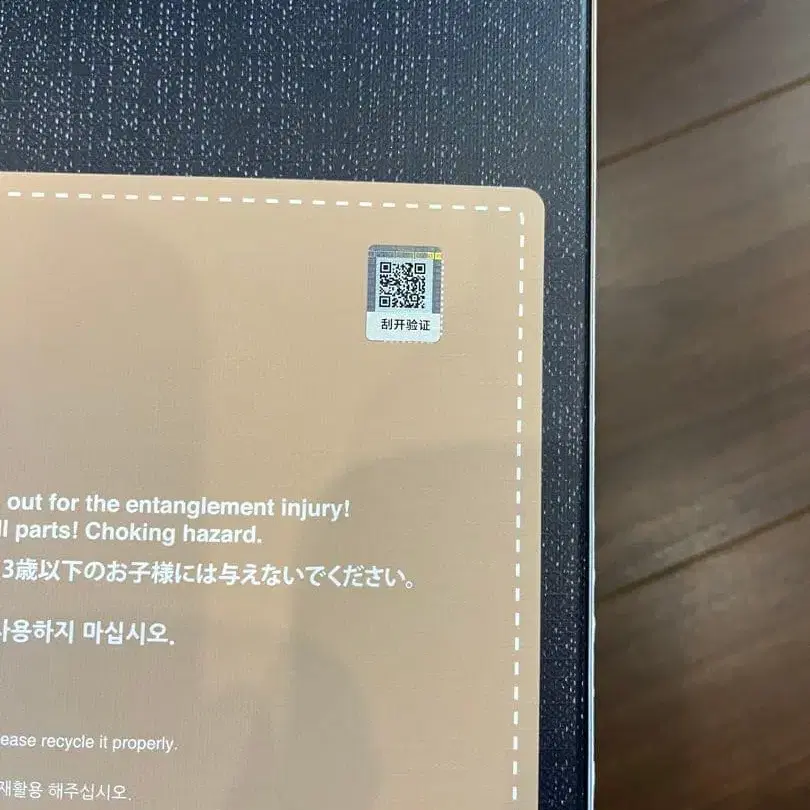 刮开验证
out for the entanglement injury!
parts! Choking hazard.
3歳以下のお子様には与えないでください。
사용하지 마십시오.
recycle it properly.
재활용 해주십시오.